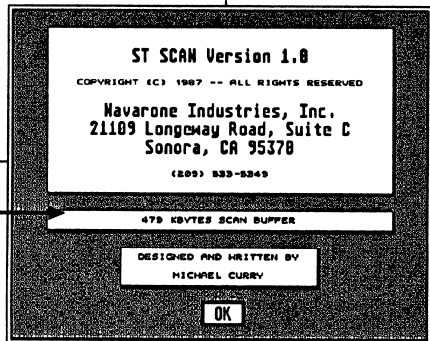 ST SCAN Version 1.0
COPYRIGHT (C) 1987 -- ALL RIGHTS RESERVED
Navarone Industries, Inc.
21109 Longeway Road, Suite C
Sonora, CA 95370
(209) 533-8349
479 KBYTES SCAN BUFFER
DESIGNED AND WRITTEN BY
MICHAEL CURRY
OK